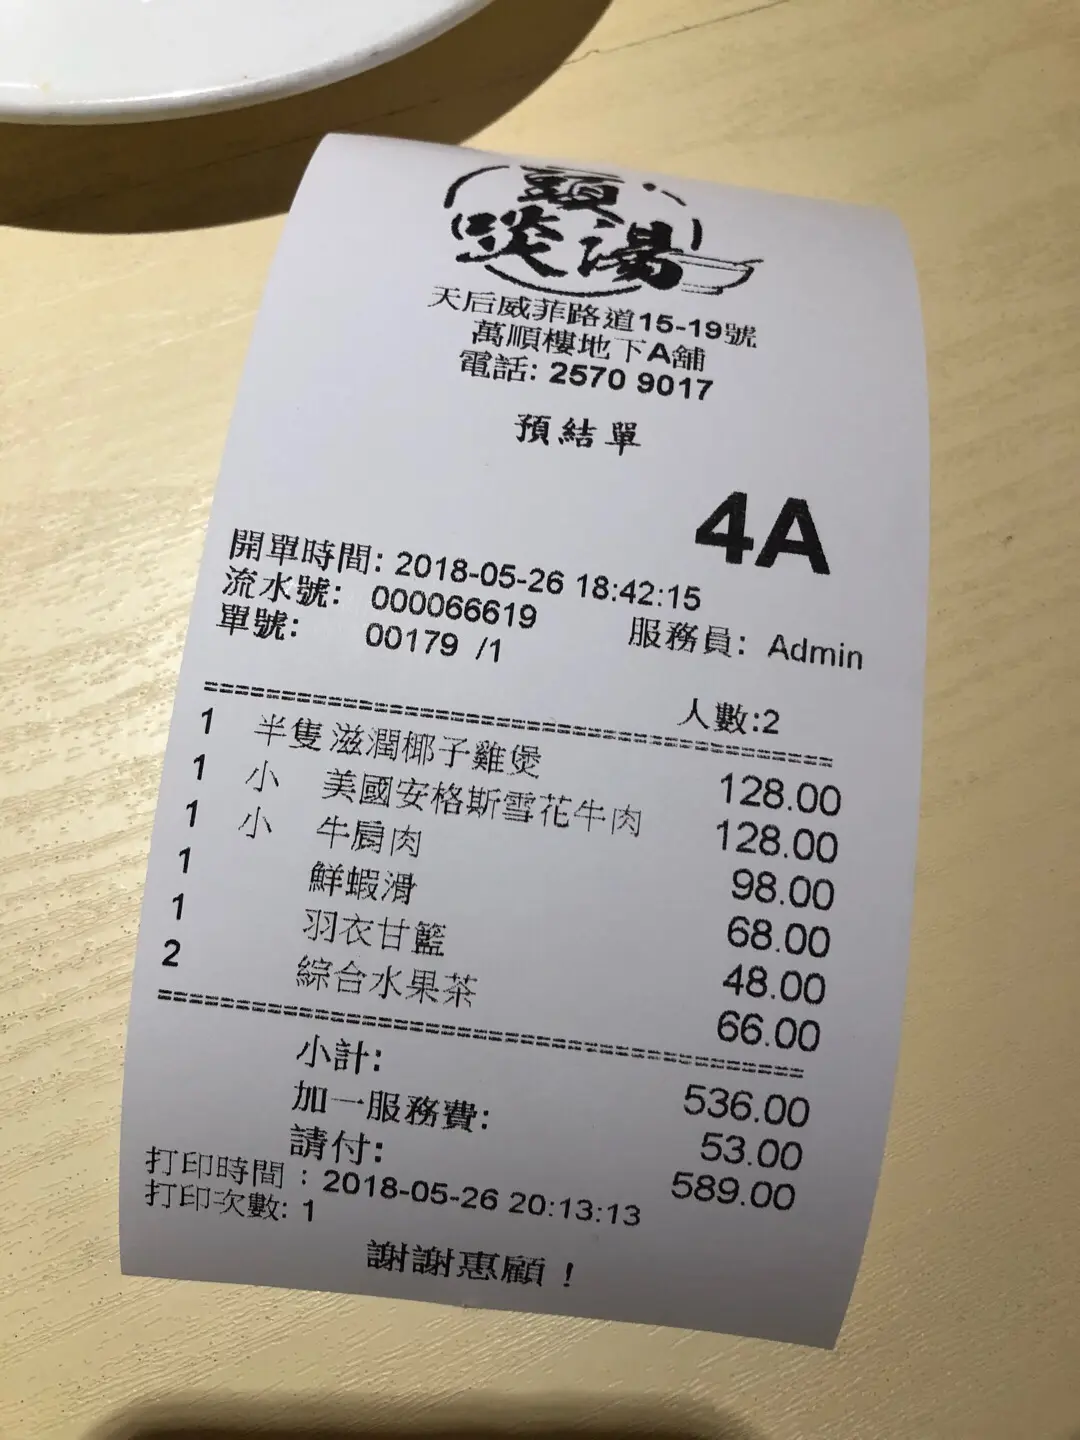 啖頭湯
天后威菲路道15-19號
萬順樓地下A舖
電話: 2570 9017
預結單
4A
開單時間: 2018-05-26 18:42:15
流水號: 000066619 服務員: Admin
單號: 00179 /1
人數:2
1 半隻滋潤椰子雞煲 128.00
1 小 美國安格斯雪花牛肉 128.00
1 小 牛肩肉 98.00
1 鮮蝦滑 68.00
1 羽衣甘籃 48.00
2 綜合水果茶 66.00
小計: 536.00
加一服務費: 53.00
請付: 589.00
打印時間 : 2018-05-26 20:13:13
打印次數: 1
謝謝惠顧！